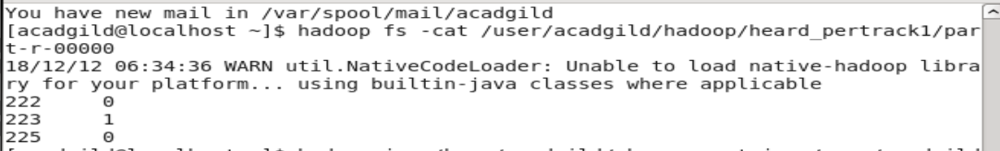 You have new mail in /var/spool/mail/acadgild
[acadgild@localhost ~]$ hadoop fs -cat /user/acadgild/hadoop/heard_pertrack1/par
t-r-00000
18/12/12 06:34:36 WARN util.NativeCodeLoader: Unable to load native-hadoop libra
ry for your platform... using builtin-java classes where applicable
222 0
223 1
225 0